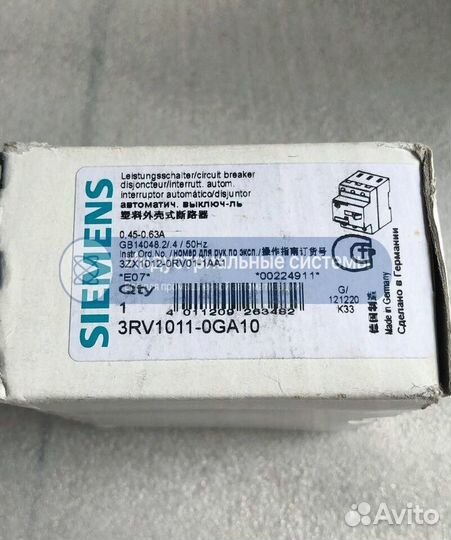 SIEMENS
Leistungsschalter/circuit breaker
disjoncteur/interrutt. autom.
interruptor automático/disjuntor
автоматич. выключ-ль
塑料外壳式断路器
0,45-0,63A
GB14048.2/.4 / 50Hz
Instr.Ord.No. / номер для рук.по эксп. /操作指南订货号
3ZX1012-0RV01-1AA1
*E07*
*00224911*
Qty
1
4 011209 263482
3RV1011-0GA10
G/
121220
K33
德国制造
Made in Germany
Сделано в Германии
Avito